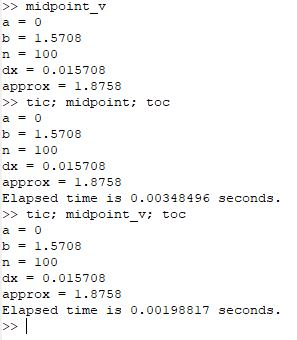 >> midpoint_v
a = 0
b = 1.5708
n = 100
dx = 0.015708
approx = 1.8758
>> tic; midpoint; toc
a = 0
b = 1.5708
n = 100
dx = 0.015708
approx = 1.8758
Elapsed time is 0.00348496 seconds.
>> tic; midpoint_v; toc
a = 0
b = 1.5708
n = 100
dx = 0.015708
approx = 1.8758
Elapsed time is 0.00198817 seconds.
>>